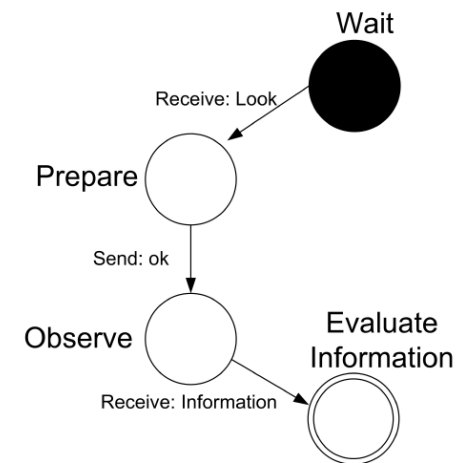 Wait
Receive: Look
Prepare
Send: ok
Observe
Evaluate
Information
Receive: Information